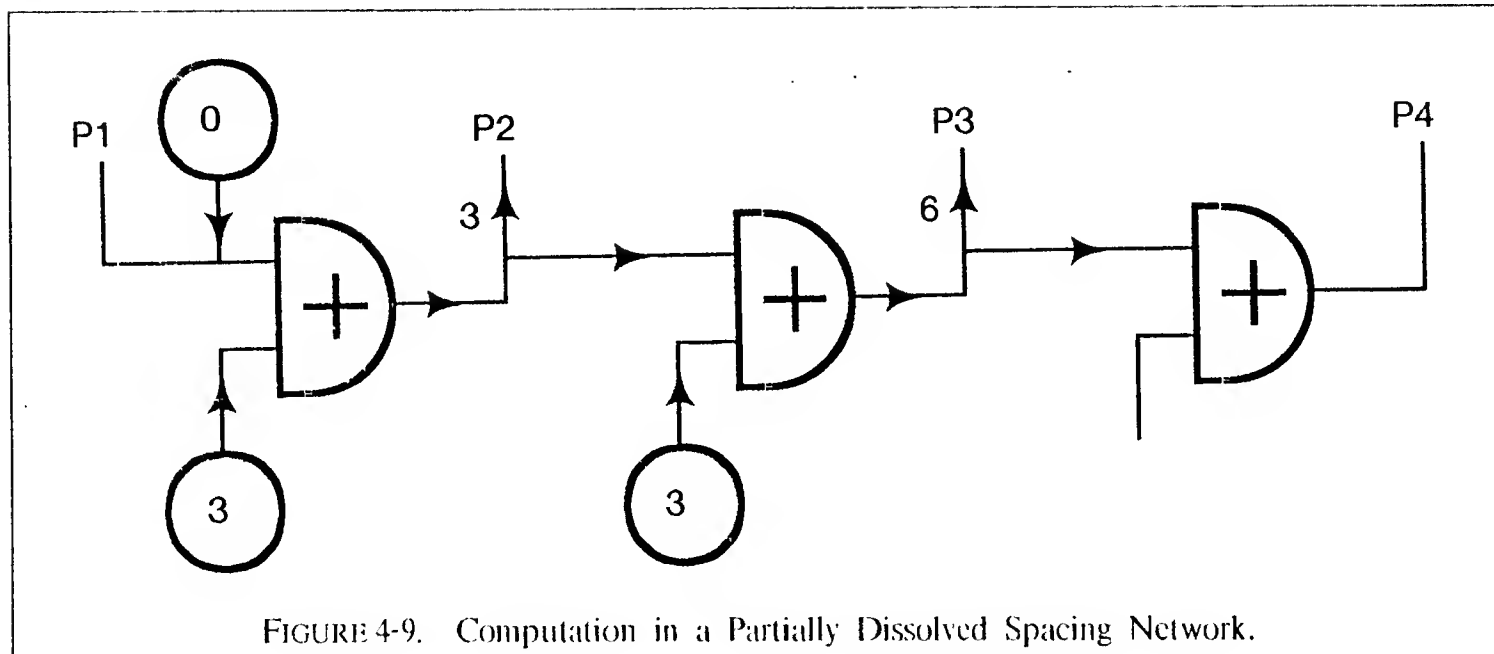 0
P1 P2 P3 P4
3 6
+ + +
3 3
FIGURE 4-9. Computation in a Partially Dissolved Spacing Network.